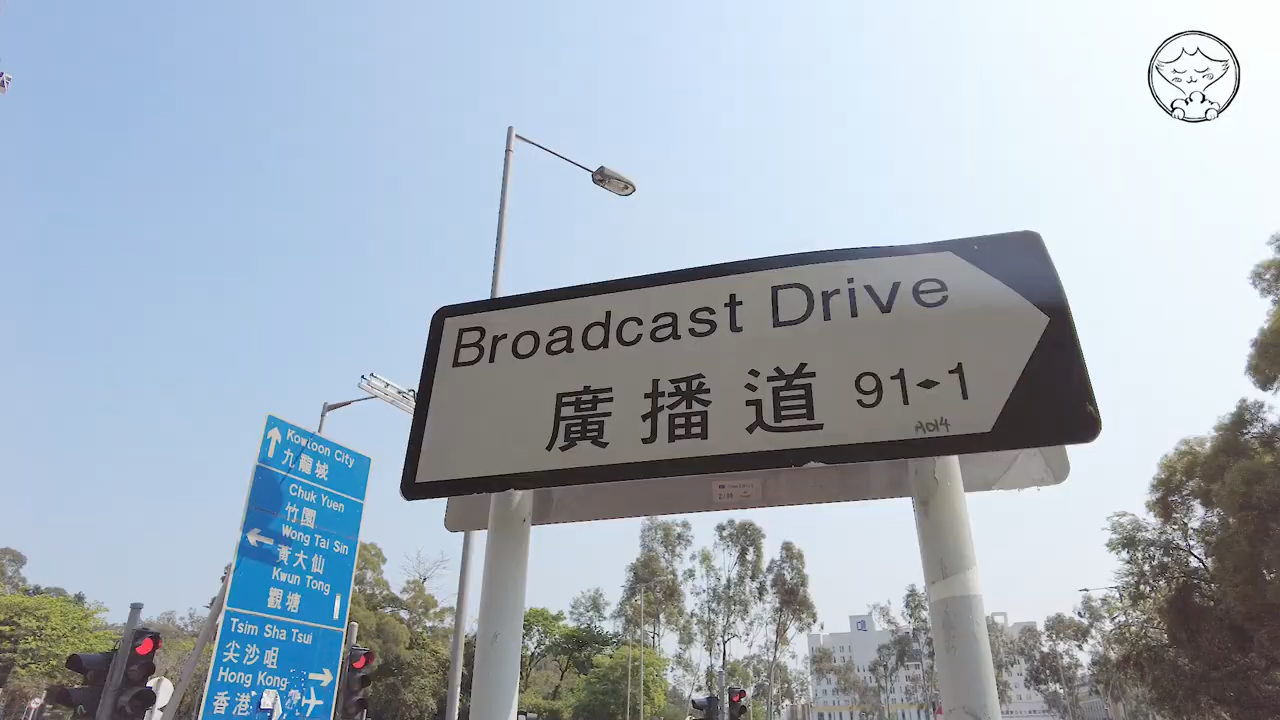 Broadcast Drive
廣播道 91-1
A014
Kowloon City
九龍城
Chuk Yuen
竹園
Wong Tai Sin
黃大仙
Kwun Tong
觀塘
Tsim Sha Tsui
尖沙咀
Hong Kong
香港